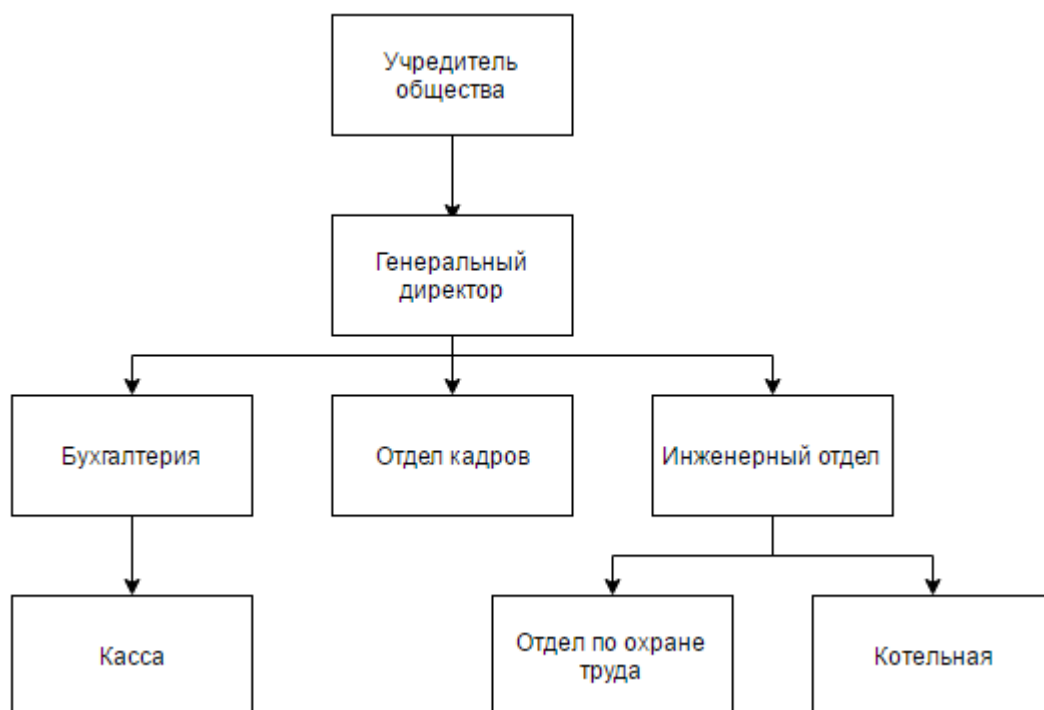 Учредитель
общества
Генеральный
директор
Бухгалтерия
Отдел кадров
Инженерный отдел
Касса
Отдел по охране
труда
Котельная